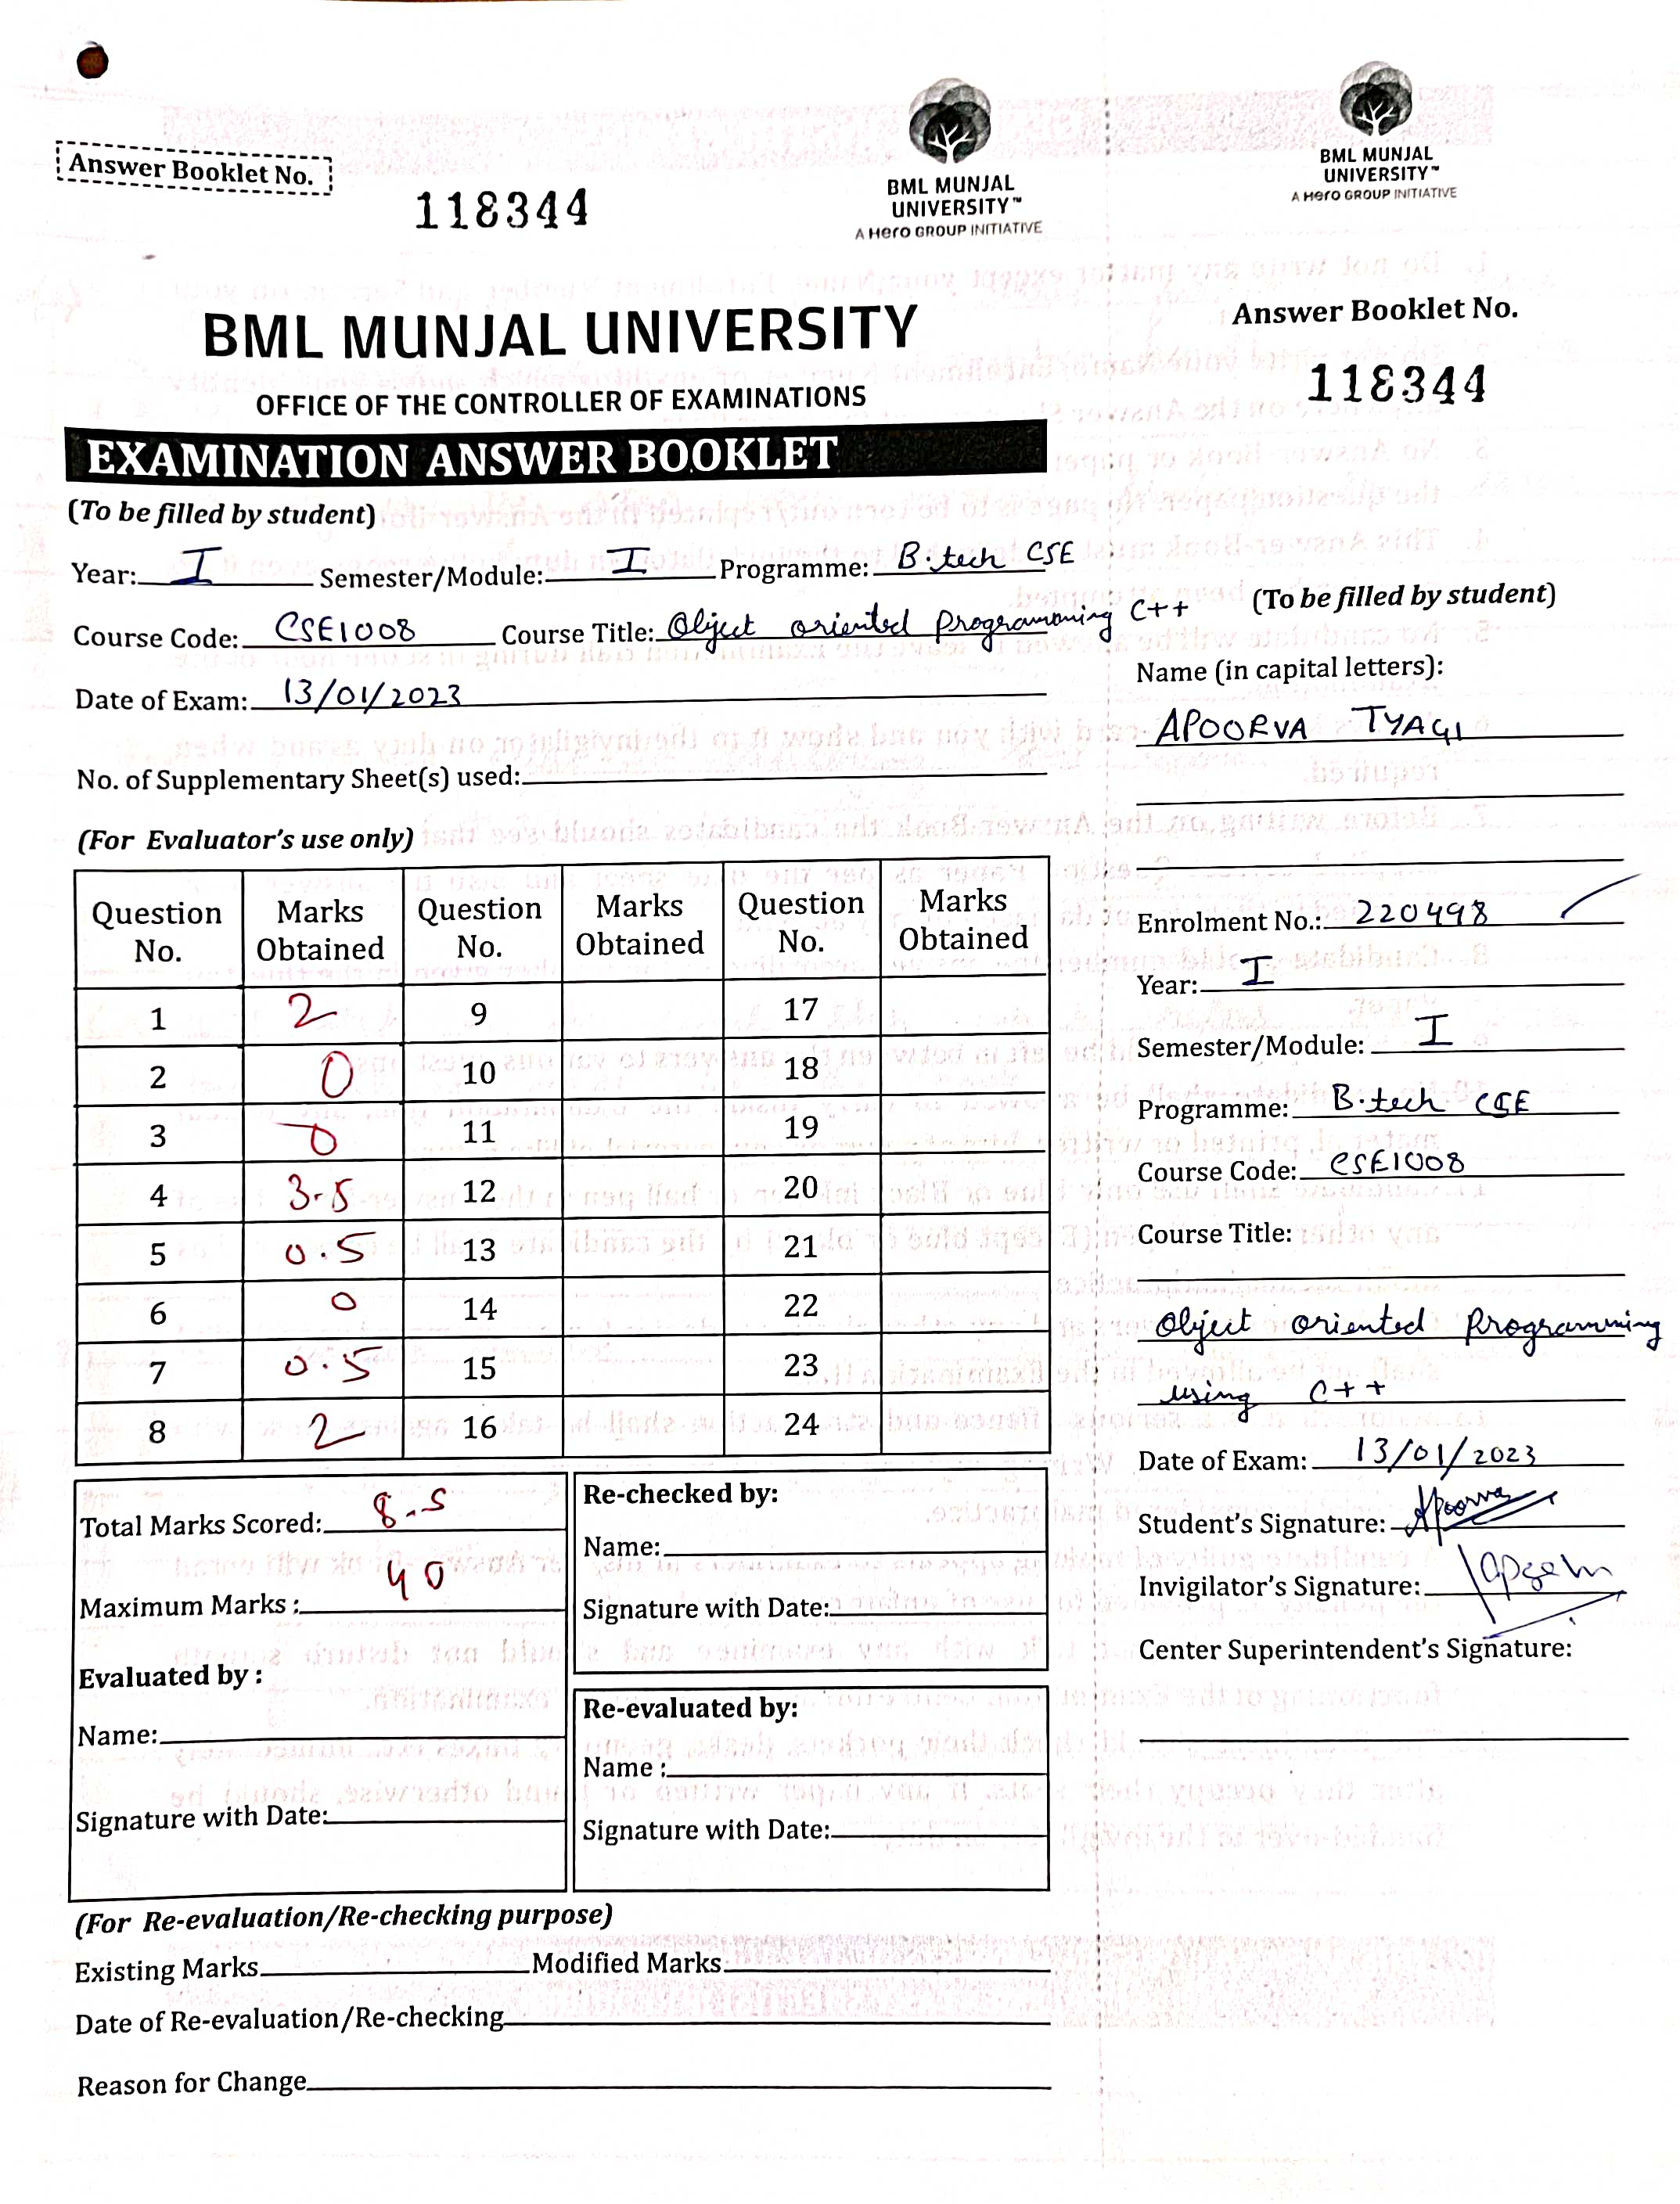 Answer Booklet No.
118344
BML MUNJAL
UNIVERSITY™
A Hero GROUP INITIATIVE
BML MUNJAL UNIVERSITY
OFFICE OF THE CONTROLLER OF EXAMINATIONS
EXAMINATION ANSWER BOOKLET
(To be filled by student)
Year: I Semester/Module: I Programme: B.tech CSE
Course Code: CSE1008 Course Title: Object oriented Programming C++
Date of Exam: 13/01/2023
No. of Supplementary Sheet(s) used:
(For Evaluator's use only)
Question No. Marks Obtained Question No. Marks Obtained Question No. Marks Obtained
1 2 9 17
2 0 10 18
3 0 11 19
4 3.5 12 20
5 0.5 13 21
6 0 14 22
7 0.5 15 23
8 2 16 24
Total Marks Scored: 8.5
Maximum Marks : 40
Evaluated by :
Name:
Signature with Date:
Re-checked by:
Name:
Signature with Date:
Re-evaluated by:
Name :
Signature with Date:
(For Re-evaluation/Re-checking purpose)
Existing Marks Modified Marks
Date of Re-evaluation/Re-checking
Reason for Change
BML MUNJAL
UNIVERSITY™
A Hero GROUP INITIATIVE
Answer Booklet No.
118344
(To be filled by student)
Name (in capital letters):
APOORVA TYAGI
Enrolment No.: 220498
Year: I
Semester/Module: I
Programme: B.tech CSE
Course Code: CSE1008
Course Title:
Object oriented Programming
using C++
Date of Exam: 13/01/2023
Student's Signature: Apoorva
Invigilator's Signature:
Center Superintendent's Signature: